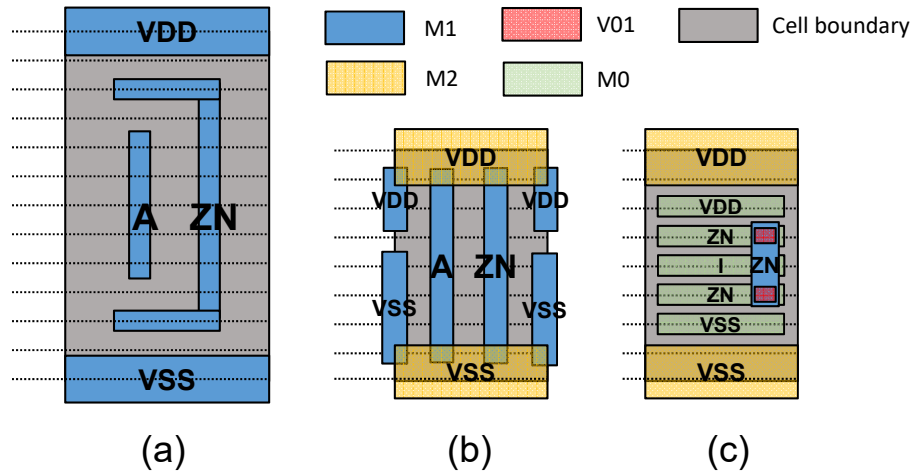 M1
V01
Cell boundary
M2
M0
VDD
A
ZN
VSS
(a)
VDD
VDD
VDD
A
ZN
VSS
VSS
VSS
(b)
VDD
VDD
ZN
I
ZN
ZN
VSS
VSS
(c)